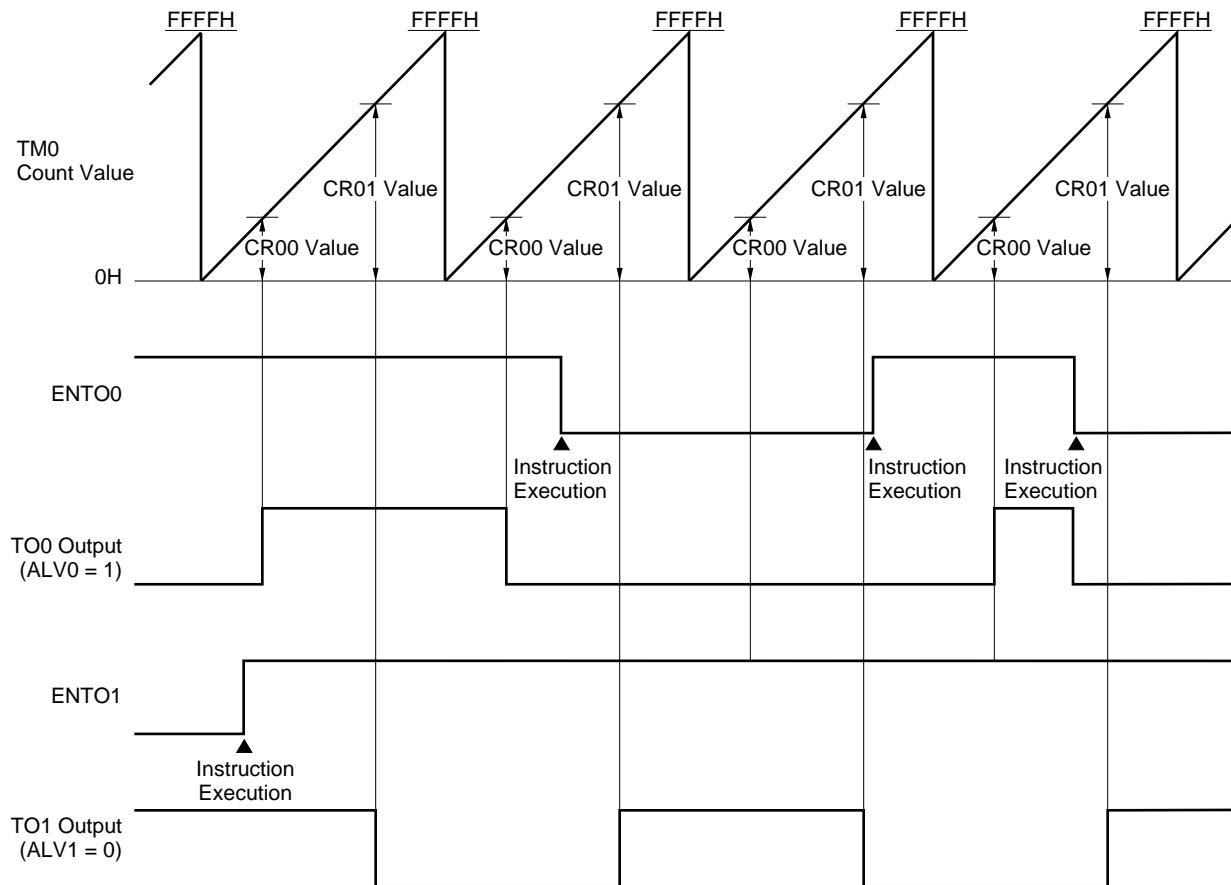 FFFFH FFFFH FFFFH FFFFH FFFFH
TM0
Count Value
CR01 Value CR01 Value CR01 Value CR01 Value
CR00 Value CR00 Value CR00 Value CR00 Value
0H
ENTO0
Instruction
Execution
Instruction
Execution
Instruction
Execution
TO0 Output
(ALV0 = 1)
ENTO1
Instruction
Execution
TO1 Output
(ALV1 = 0)